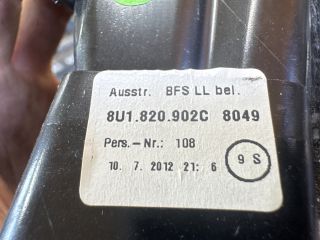 Ausstr. BFS LL bel.
8U1.820.902C 8049
Pers.-Nr.: 108
10. 7. 2012 21: 6
9 S